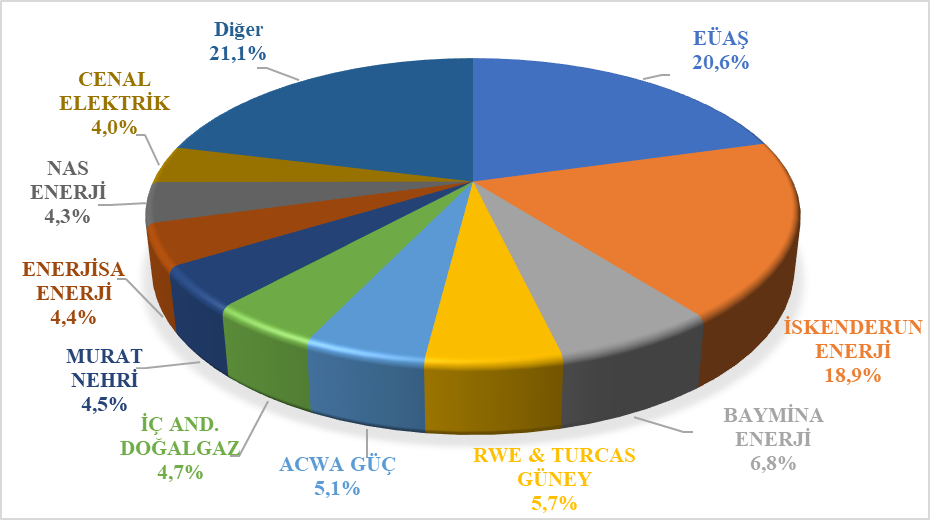 Diğer
21,1%
EÜAŞ
20,6%
İSKENDERUN
ENERJİ
18,9%
BAYMİNA
ENERJİ
6,8%
RWE & TURCAS
GÜNEY
5,7%
ACWA GÜÇ
5,1%
İÇ AND.
DOĞALGAZ
4,7%
MURAT
NEHRİ
4,5%
ENERJİSA
ENERJİ
4,4%
NAS
ENERJİ
4,3%
CENAL
ELEKTRİK
4,0%